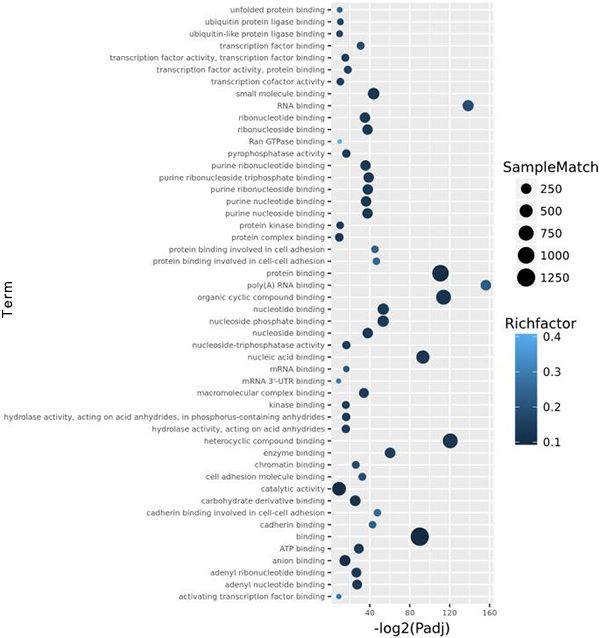 unfolded protein binding
ubiquitin protein ligase binding
ubiquitin-like protein ligase binding
transcription factor binding
transcription factor activity, transcription factor binding
transcription factor activity, protein binding
transcription cofactor activity
small molecule binding
RNA binding
ribonucleotide binding
ribonucleoside binding
Ran GTPase binding
pyrophosphatase activity
purine ribonucleotide binding
purine ribonucleoside triphosphate binding
purine ribonucleoside binding
purine nucleotide binding
purine nucleoside binding
protein kinase binding
protein complex binding
protein binding involved in cell adhesion
protein binding involved in cell-cell adhesion
protein binding
poly(A) RNA binding
organic cyclic compound binding
nucleotide binding
nucleoside phosphate binding
nucleoside binding
nucleoside-triphosphatase activity
nucleic acid binding
mRNA binding
mRNA 3'-UTR binding
macromolecular complex binding
kinase binding
hydrolase activity, acting on acid anhydrides, in phosphorus-containing anhydrides
hydrolase activity, acting on acid anhydrides
heterocyclic compound binding
enzyme binding
chromatin binding
cell adhesion molecule binding
catalytic activity
carbohydrate derivative binding
cadherin binding involved in cell-cell adhesion
cadherin binding
binding
ATP binding
anion binding
adenyl ribonucleotide binding
adenyl nucleotide binding
activating transcription factor binding
Term
40 80 120 160
-log2(Padj)
SampleMatch
250
500
750
1000
1250
Richfactor
0.4
0.3
0.2
0.1